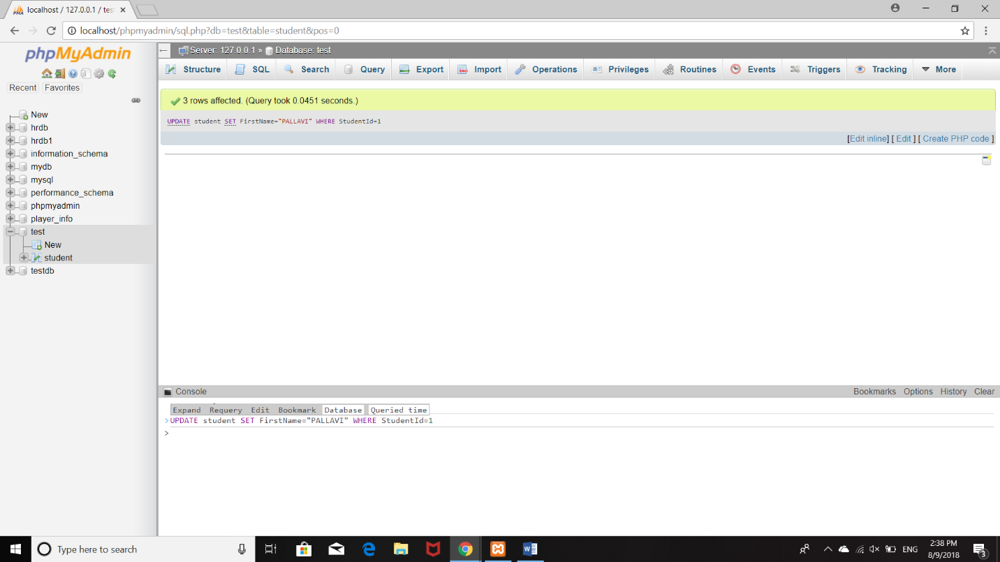 localhost / 127.0.0.1 / tes
localhost/phpmyadmin/sql.php?db=test&table=student&pos=0
phpMyAdmin
Recent Favorites
New
hrdb
hrdb1
information_schema
mydb
mysql
performance_schema
phpmyadmin
player_info
test
New
student
testdb
Server: 127.0.0.1 » Database: test
Structure SQL Search Query Export Import Operations Privileges Routines Events Triggers Tracking More
3 rows affected. (Query took 0.0451 seconds.)
UPDATE student SET FirstName="PALLAVI" WHERE StudentId=1
[Edit inline] [ Edit ] [ Create PHP code ]
Console Bookmarks Options History Clear
Expand Requery Edit Bookmark Database Queried time
>UPDATE student SET FirstName="PALLAVI" WHERE StudentId=1
>
Type here to search
ENG
2:38 PM
8/9/2018
3